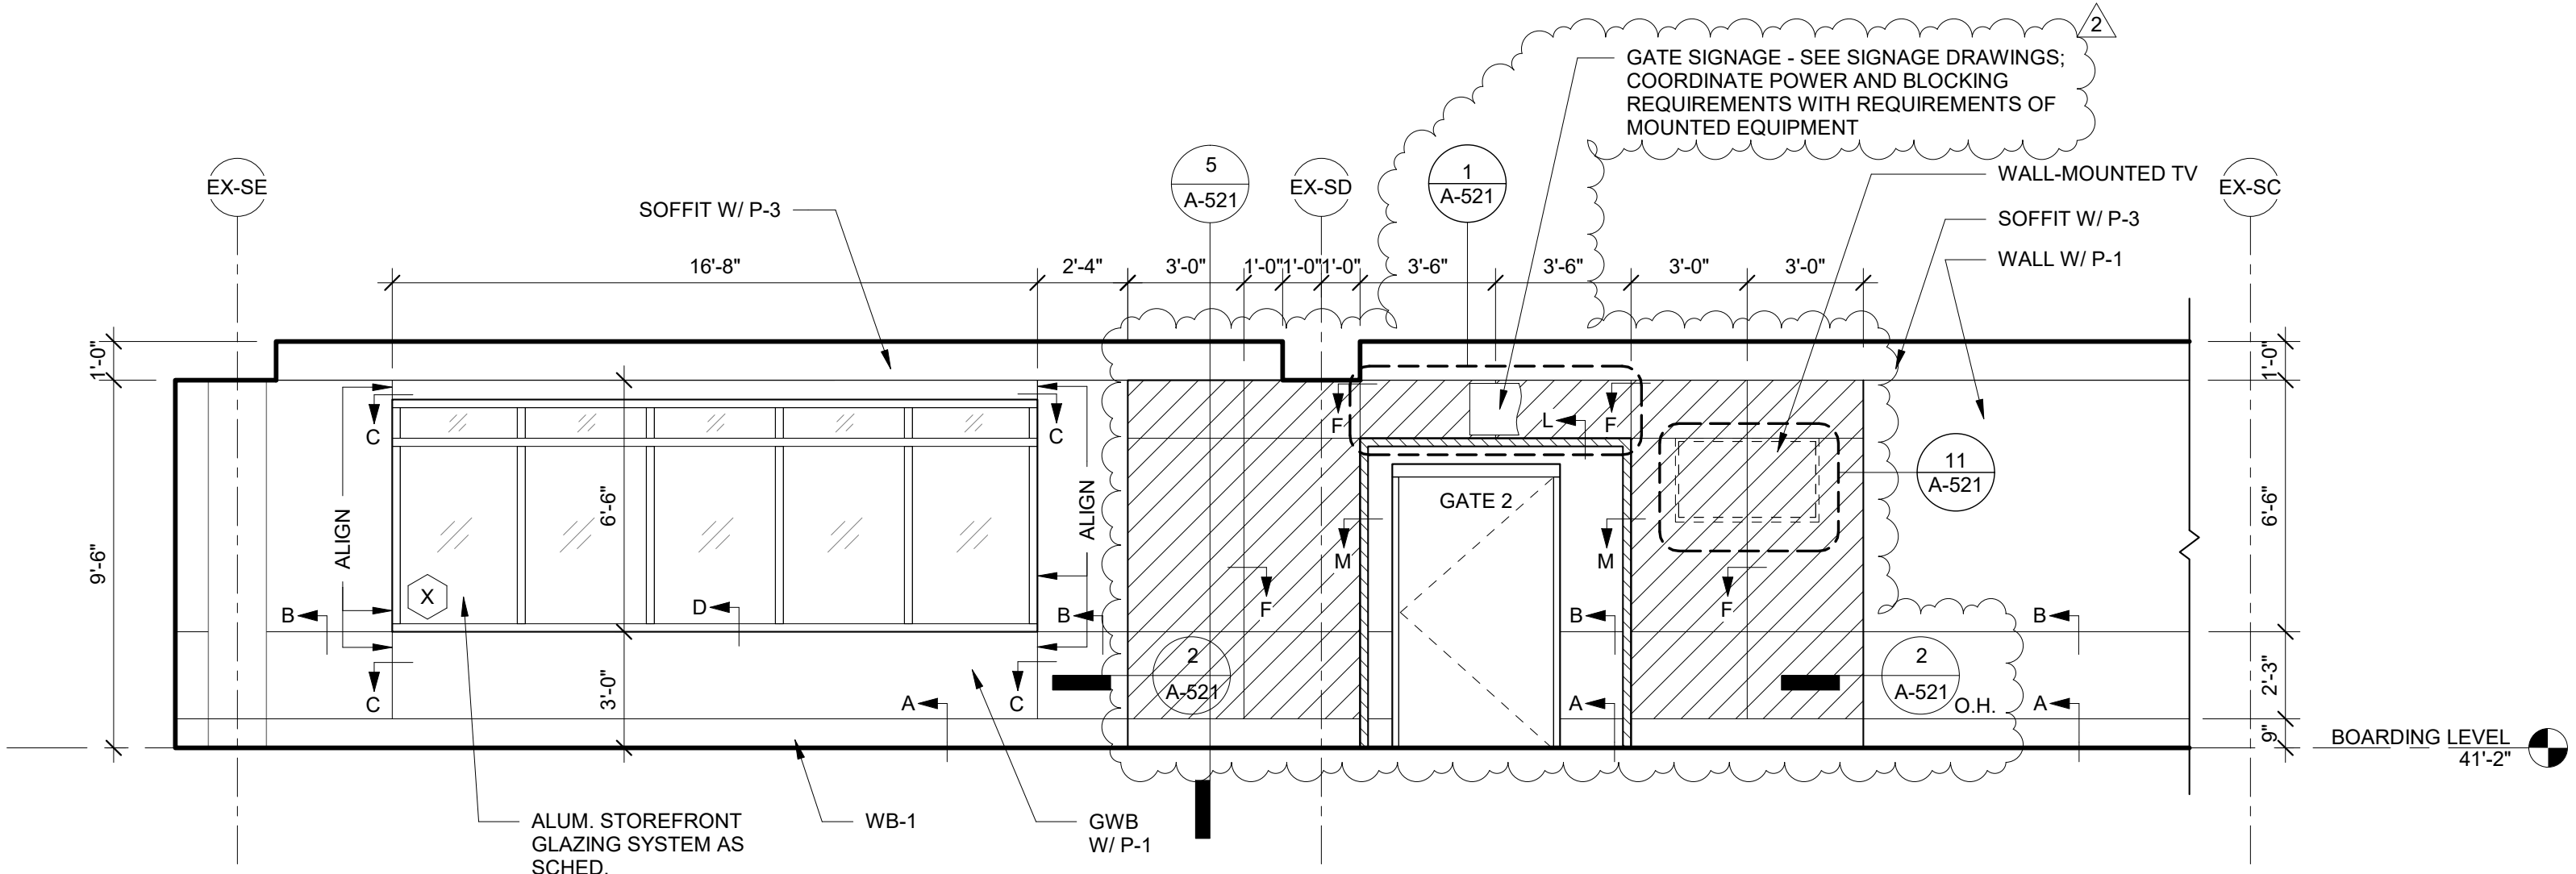 2
GATE SIGNAGE - SEE SIGNAGE DRAWINGS;
COORDINATE POWER AND BLOCKING
REQUIREMENTS WITH REQUIREMENTS OF
MOUNTED EQUIPMENT
EX-SE
5
A-521
EX-SD
1
A-521
WALL-MOUNTED TV
EX-SC
SOFFIT W/ P-3
SOFFIT W/ P-3
WALL W/ P-1
16'-8"
2'-4"
3'-0"
1'-0"
1'-0"
1'-0"
3'-6"
3'-6"
3'-0"
3'-0"
1'-0"
1'-0"
C
C
F
L
F
11
A-521
ALIGN
6'-6"
ALIGN
GATE 2
6'-6"
9'-6"
M
M
X
B
D
B
F
B
F
B
2
A-521
2
A-521
C
3'-0"
A
C
A
O.H.
A
2'-3"
9"
BOARDING LEVEL
41'-2"
ALUM. STOREFRONT
GLAZING SYSTEM AS
SCHED.
WB-1
GWB
W/ P-1